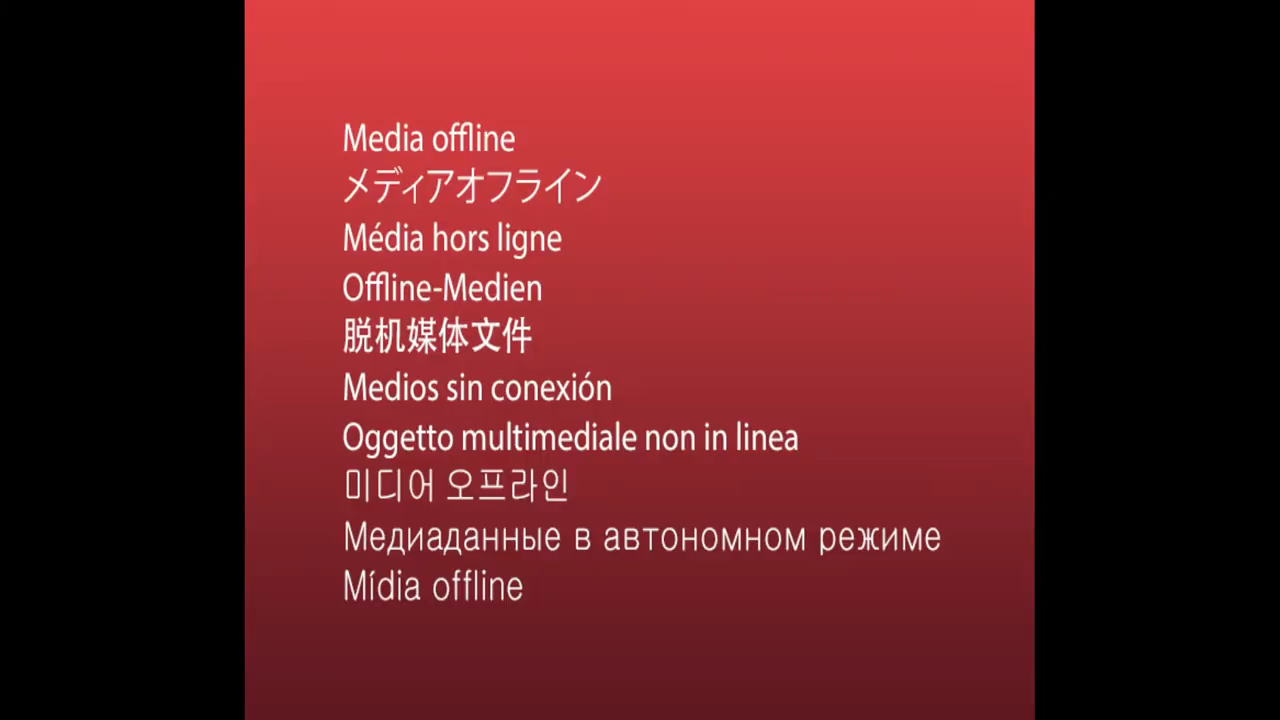 Media offline
メディアオフライン
Média hors ligne
Offline-Medien
脱机媒体文件
Medios sin conexión
Oggetto multimediale non in linea
미디어 오프라인
Медиаданные в автономном режиме
Mídia offline